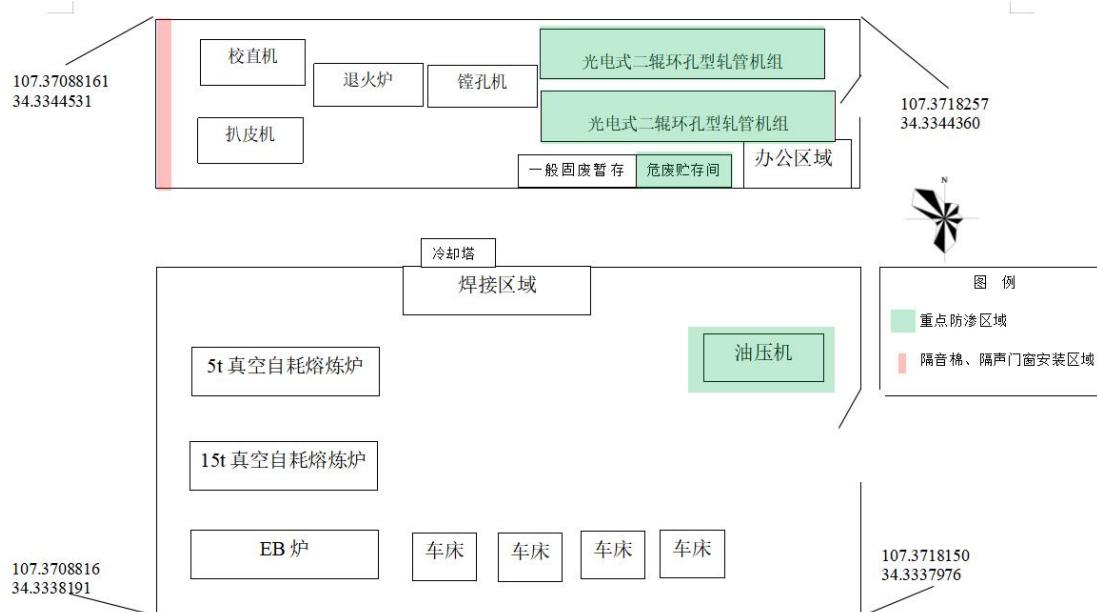 107.37088161
34.3344531
校直机
退火炉
镗孔机
光电式二辊环孔型轧管机组
107.3718257
34.3344360
扒皮机
光电式二辊环孔型轧管机组
一般固废暂存
危废贮存间
办公区域
N
冷却塔
焊接区域
图 例
重点防渗区域
隔音棉、隔声门窗安装区域
5t 真空自耗熔炼炉
油压机
15t 真空自耗熔炼炉
EB 炉
车床
车床
车床
车床
107.3708816
34.3338191
107.3718150
34.3337976